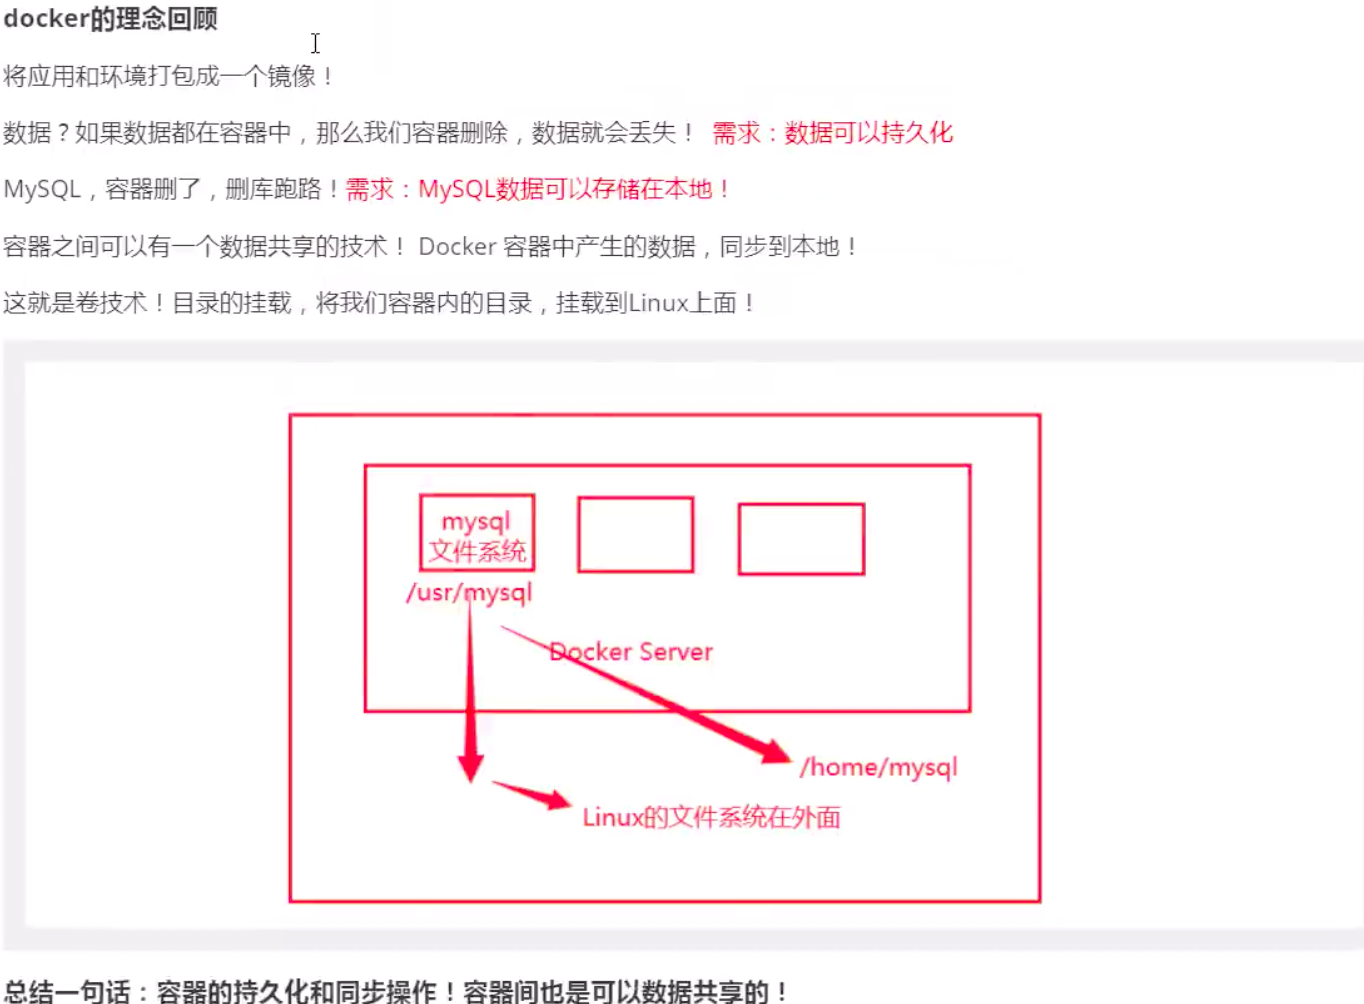 docker的理念回顾
将应用和环境打包成一个镜像！
数据？如果数据都在容器中，那么我们容器删除，数据就会丢失！ 需求：数据可以持久化
MySQL，容器删了，删库跑路！需求：MySQL数据可以存储在本地！
容器之间可以有一个数据共享的技术！ Docker 容器中产生的数据，同步到本地！
这就是卷技术！目录的挂载，将我们容器内的目录，挂载到Linux上面！
mysql
文件系统
/usr/mysql
Docker Server
/home/mysql
Linux的文件系统在外面
总结一句话：容器的持久化和同步操作！容器间也是可以数据共享的！